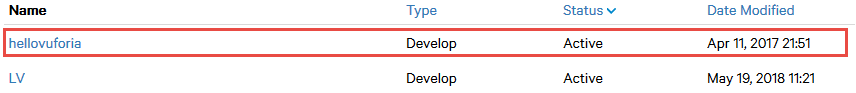 Name Type Status Date Modified
hellovuforia Develop Active Apr 11, 2017 21:51
LV Develop Active May 19, 2018 11:21